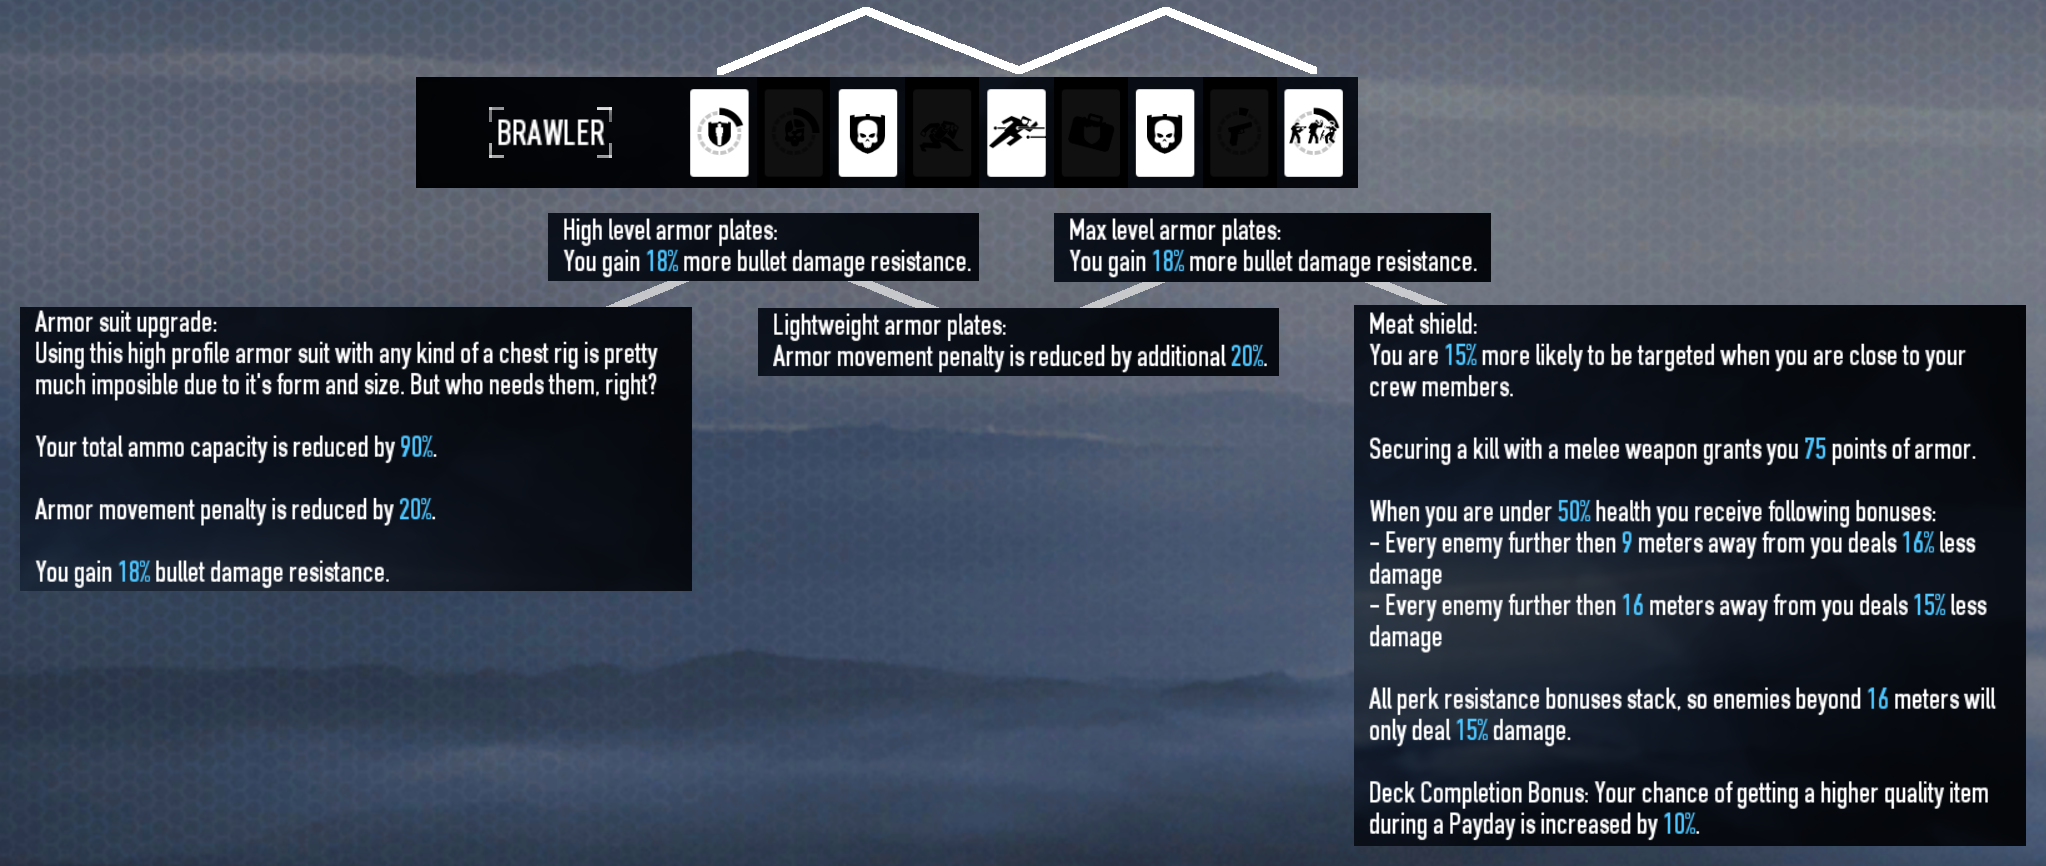 BRAWLER
High level armor plates:
You gain 18% more bullet damage resistance.
Max level armor plates:
You gain 18% more bullet damage resistance.
Armor suit upgrade:
Using this high profile armor suit with any kind of a chest rig is pretty
much imposible due to it's form and size. But who needs them, right?
Your total ammo capacity is reduced by 90%.
Armor movement penalty is reduced by 20%.
You gain 18% bullet damage resistance.
Lightweight armor plates:
Armor movement penalty is reduced by additional 20%.
Meat shield:
You are 15% more likely to be targeted when you are close to your
crew members.
Securing a kill with a melee weapon grants you 75 points of armor.
When you are under 50% health you receive following bonuses:
- Every enemy further then 9 meters away from you deals 16% less
damage
- Every enemy further then 16 meters away from you deals 15% less
damage
All perk resistance bonuses stack, so enemies beyond 16 meters will
only deal 15% damage.
Deck Completion Bonus: Your chance of getting a higher quality item
during a Payday is increased by 10%.